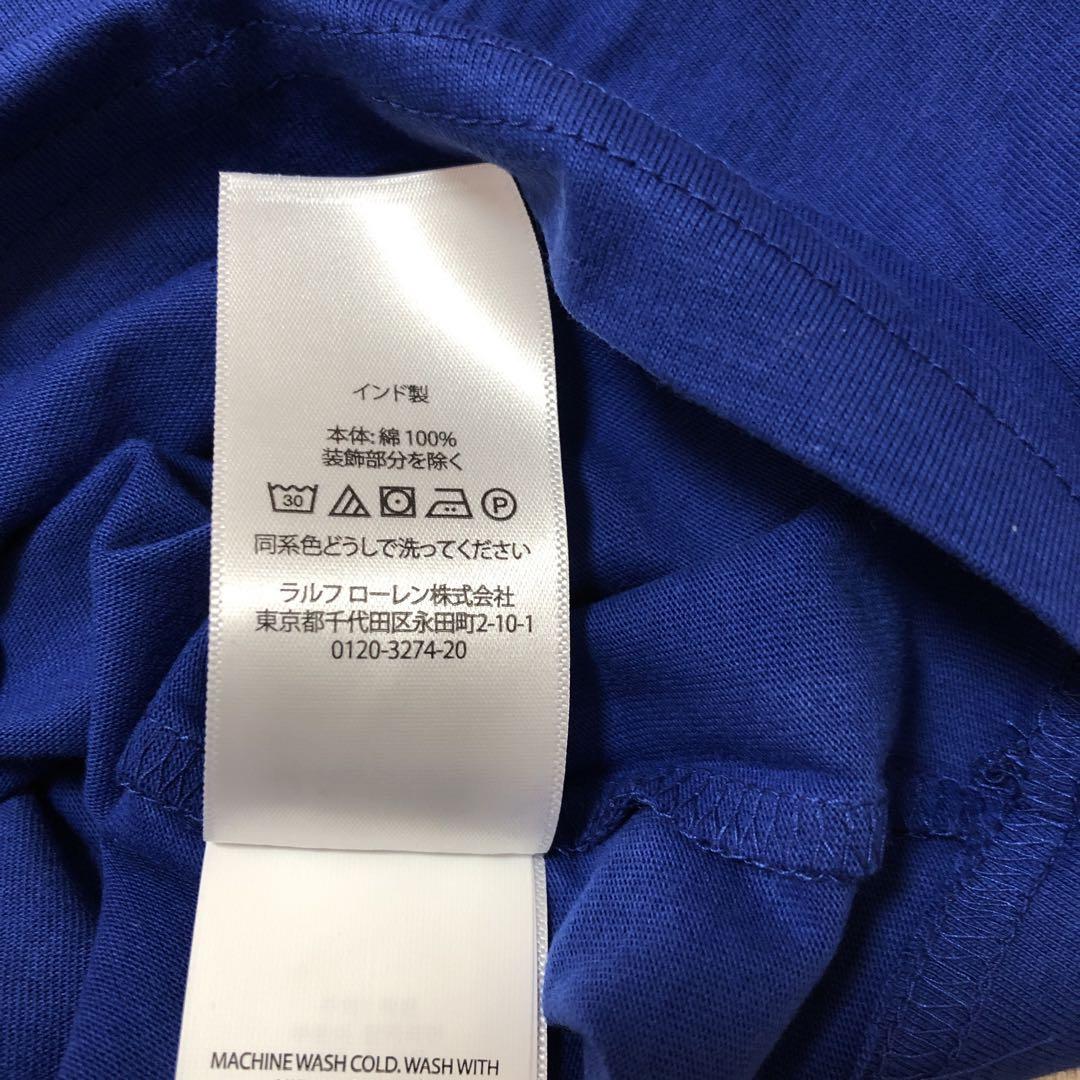 インド製
本体: 綿 100%
装飾部分を除く
30 P
同系色どうしで洗ってください
ラルフ ローレン株式会社
東京都千代田区永田町2-10-1
0120-3274-20
MACHINE WASH COLD. WASH WITH